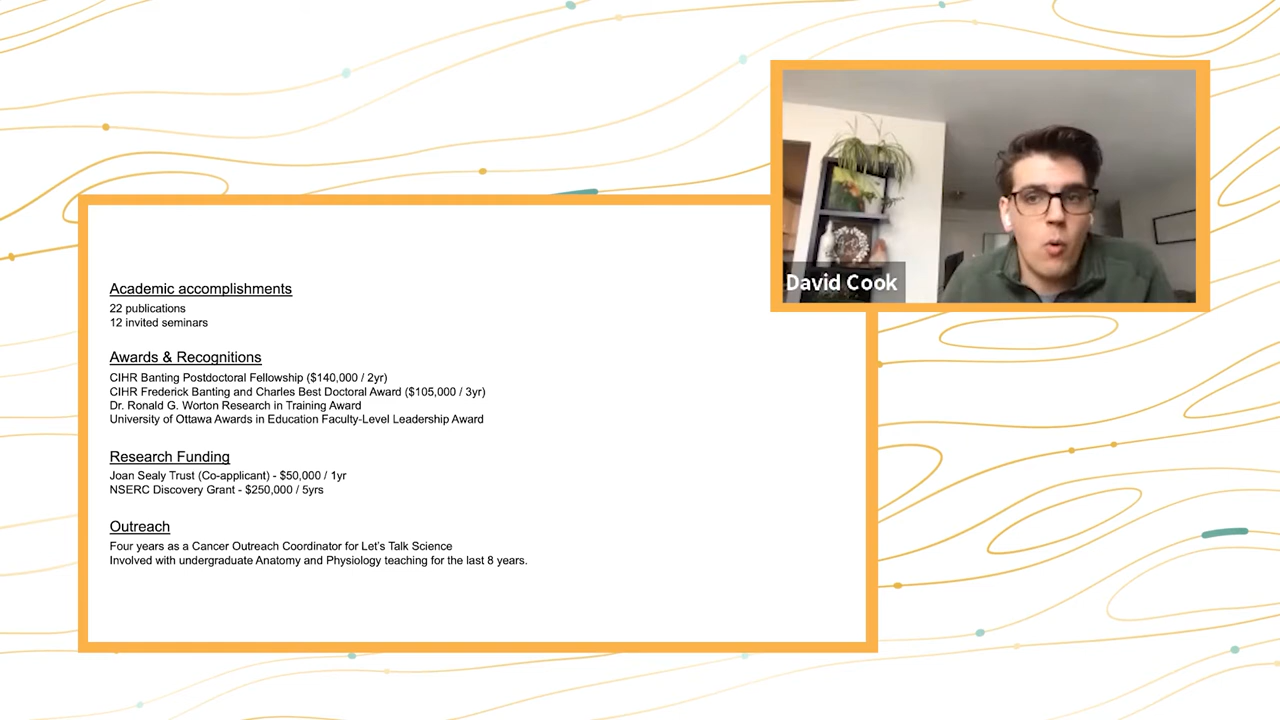 Academic accomplishments
22 publications
12 invited seminars
Awards & Recognitions
CIHR Banting Postdoctoral Fellowship ($140,000 / 2yr)
CIHR Frederick Banting and Charles Best Doctoral Award ($105,000 / 3yr)
Dr. Ronald G. Worton Research in Training Award
University of Ottawa Awards in Education Faculty-Level Leadership Award
Research Funding
Joan Sealy Trust (Co-applicant) - $50,000 / 1yr
NSERC Discovery Grant - $250,000 / 5yrs
Outreach
Four years as a Cancer Outreach Coordinator for Let's Talk Science
Involved with undergraduate Anatomy and Physiology teaching for the last 8 years.
David Cook